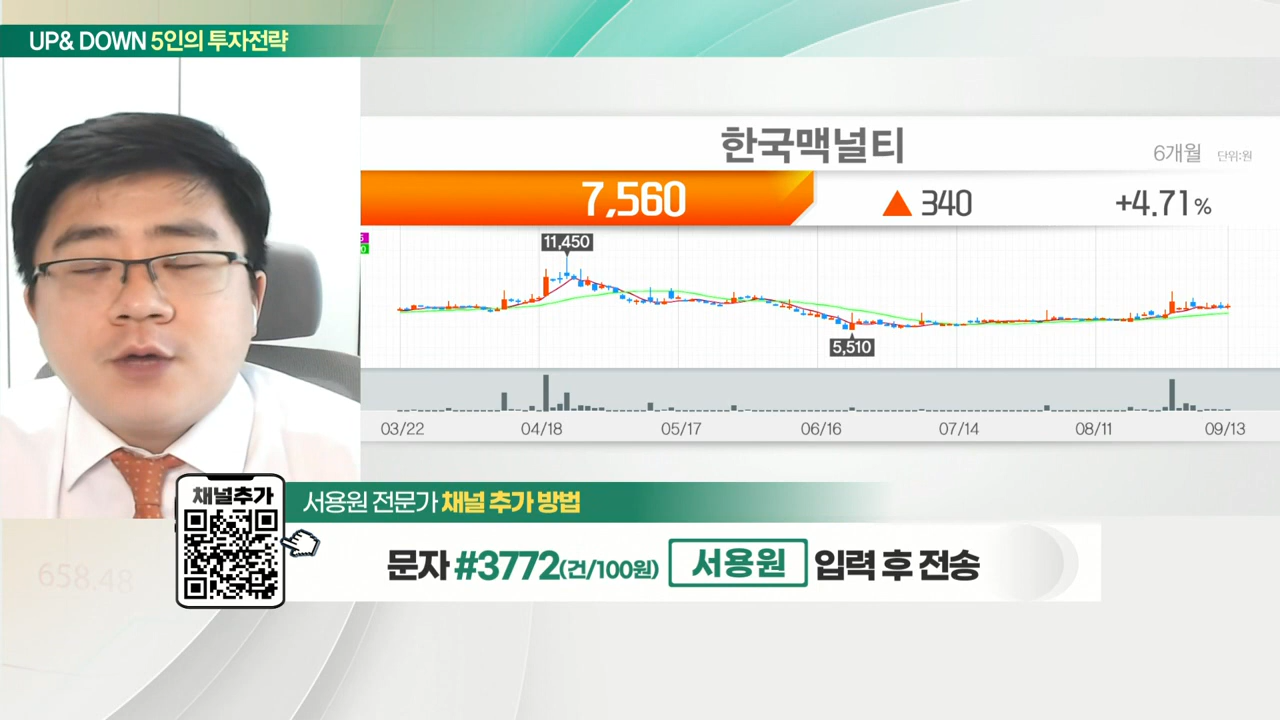 UP& DOWN 5인의 투자전략
한국맥널티
6개월 단위:원
7,560 ▲ 340 +4.71%
11,450
5,510
03/22 04/18 05/17 06/16 07/14 08/11 09/13
채널추가
서용원 전문가 채널 추가 방법
문자 #3772(건/100원) 서용원 입력 후 전송
658.48